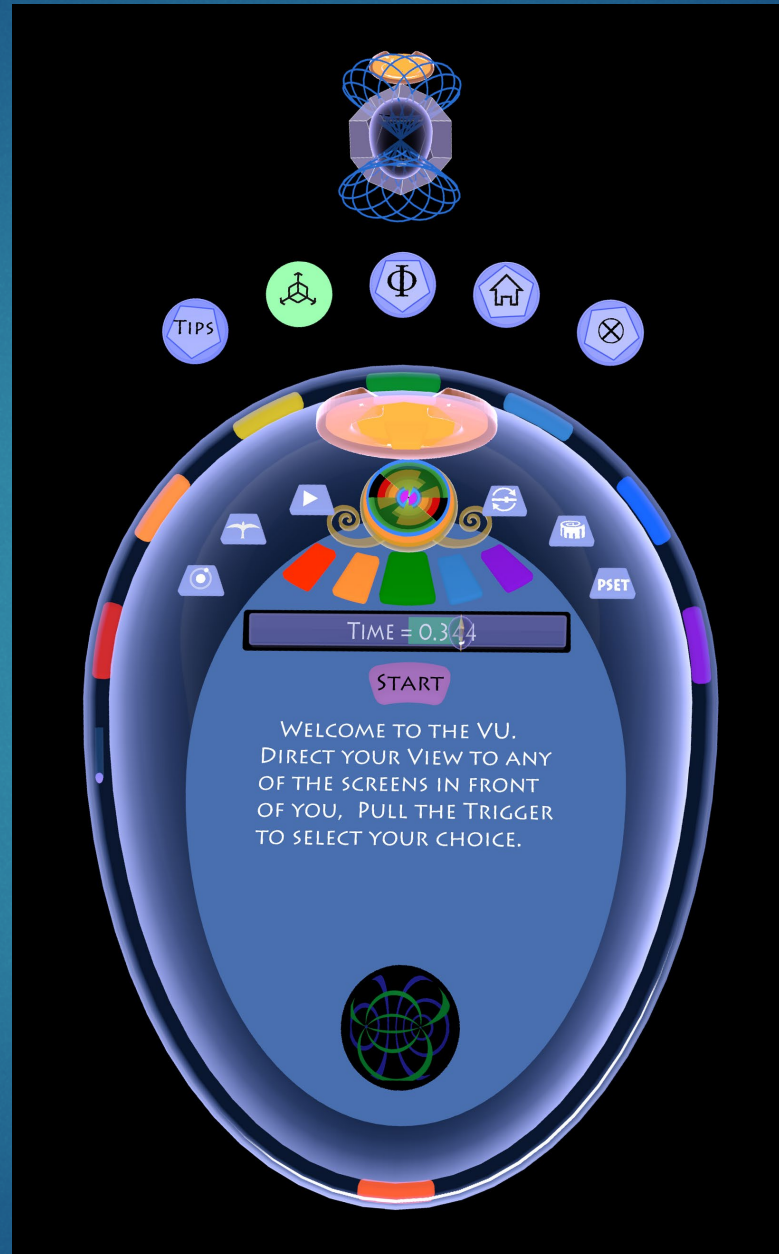 Tips
Φ
PSET
Time = 0.344
Start
Welcome to the VU.
Direct your View to any
of the screens in front
of you, Pull the Trigger
to select your choice.